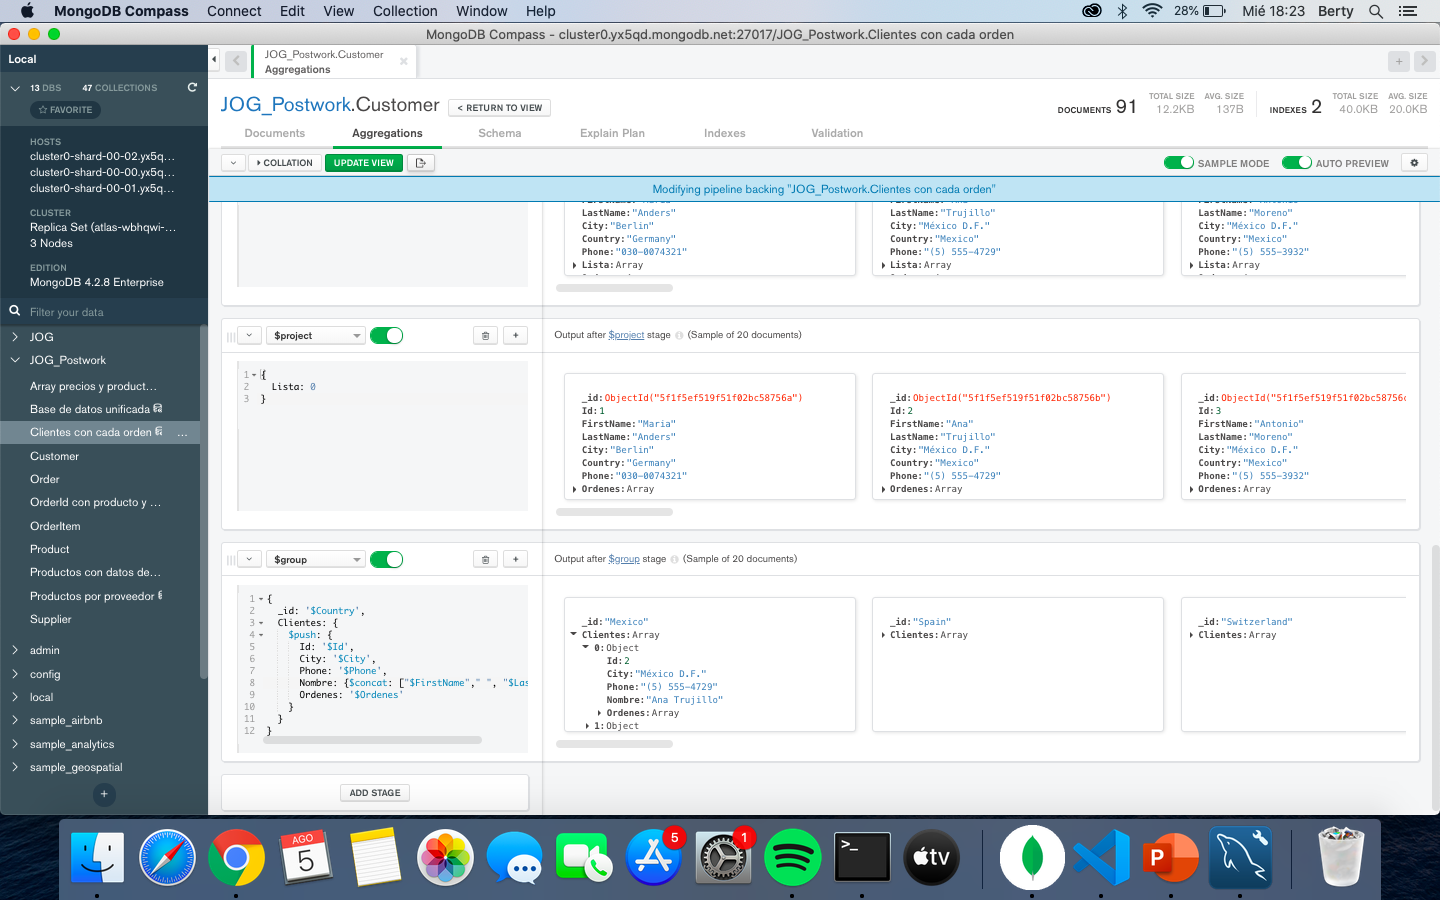 MongoDB Compass Connect Edit View Collection Window Help 28% Mié 18:23 Berty
MongoDB Compass - cluster0.yx5qd.mongodb.net:27017/JOG_Postwork.Clientes con cada orden
Local
13 DBS 47 COLLECTIONS
FAVORITE
HOSTS
cluster0-shard-00-02.yx5q...
cluster0-shard-00-00.yx5q...
cluster0-shard-00-01.yx5q...
CLUSTER
Replica Set (atlas-wbhqwi-...
3 Nodes
EDITION
MongoDB 4.2.8 Enterprise
Filter your data
JOG
JOG_Postwork
Array precios y product...
Base de datos unificada
Clientes con cada orden ...
Customer
Order
OrderId con producto y ...
OrderItem
Product
Productos con datos de...
Productos por proveedor
Supplier
admin
config
local
sample_airbnb
sample_analytics
sample_geospatial
+
JOG_Postwork.Customer
Aggregations
JOG_Postwork.Customer < RETURN TO VIEW
DOCUMENTS 91 TOTAL SIZE 12.2KB AVG. SIZE 137B INDEXES 2 TOTAL SIZE 40.0KB AVG. SIZE 20.0KB
Documents Aggregations Schema Explain Plan Indexes Validation
COLLATION UPDATE VIEW SAMPLE MODE AUTO PREVIEW
Modifying pipeline backing "JOG_Postwork.Clientes con cada orden"
LastName:"Anders"
City:"Berlin"
Country:"Germany"
Phone:"030-0074321"
Lista:Array
LastName:"Trujillo"
City:"México D.F."
Country:"Mexico"
Phone:"(5) 555-4729"
Lista:Array
LastName:"Moreno"
City:"México D.F."
Country:"Mexico"
Phone:"(5) 555-3932"
Lista:Array
$project
Output after $project stage (Sample of 20 documents)
1 {
2 Lista: 0
3 }
_id:ObjectId("5f1f5ef519f51f02bc58756a")
Id:1
FirstName:"Maria"
LastName:"Anders"
City:"Berlin"
Country:"Germany"
Phone:"030-0074321"
Ordenes:Array
_id:ObjectId("5f1f5ef519f51f02bc58756b")
Id:2
FirstName:"Ana"
LastName:"Trujillo"
City:"México D.F."
Country:"Mexico"
Phone:"(5) 555-4729"
Ordenes:Array
_id:ObjectId("5f1f5ef519f51f02bc58756c
Id:3
FirstName:"Antonio"
LastName:"Moreno"
City:"México D.F."
Country:"Mexico"
Phone:"(5) 555-3932"
Ordenes:Array
$group
Output after $group stage (Sample of 20 documents)
1 {
2 _id: '$Country',
3 Clientes: {
4 $push: {
5 Id: '$Id',
6 City: '$City',
7 Phone: '$Phone',
8 Nombre: {$concat: ["$FirstName"," ", "$Las
9 Ordenes: '$Ordenes'
10 }
11 }
12 }
_id:"Mexico"
Clientes:Array
0:Object
Id:2
City:"México D.F."
Phone:"(5) 555-4729"
Nombre:"Ana Trujillo"
Ordenes:Array
1:Object
_id:"Spain"
Clientes:Array
_id:"Switzerland"
Clientes:Array
ADD STAGE
AGO
5
5
1
>_
tv
P